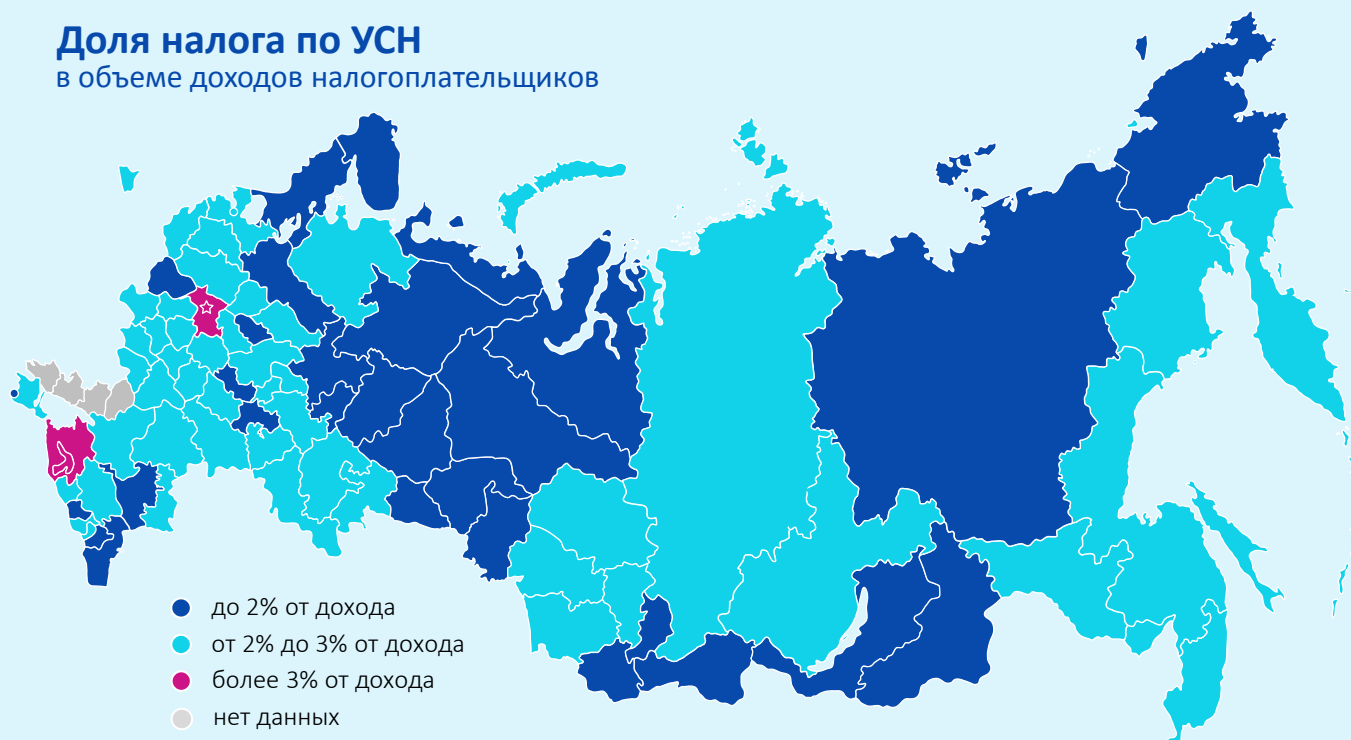 Доля налога по УСН
в объеме доходов налогоплательщиков
до 2% от дохода
от 2% до 3% от дохода
более 3% от дохода
нет данных